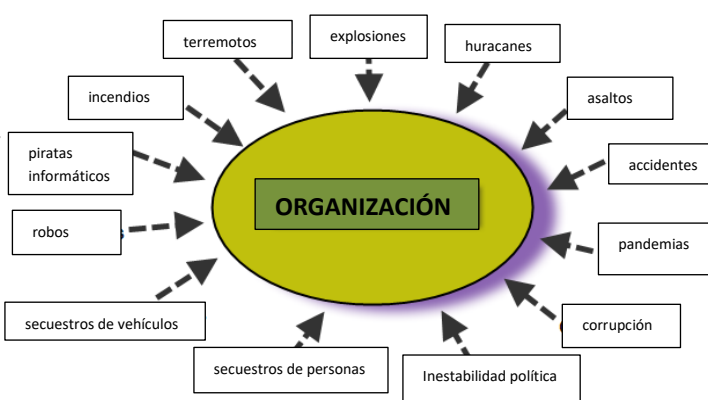 explosiones
terremotos
huracanes
incendios
asaltos
piratas
informáticos
accidentes
ORGANIZACIÓN
robos
pandemias
secuestros de vehículos
corrupción
secuestros de personas
Inestabilidad política